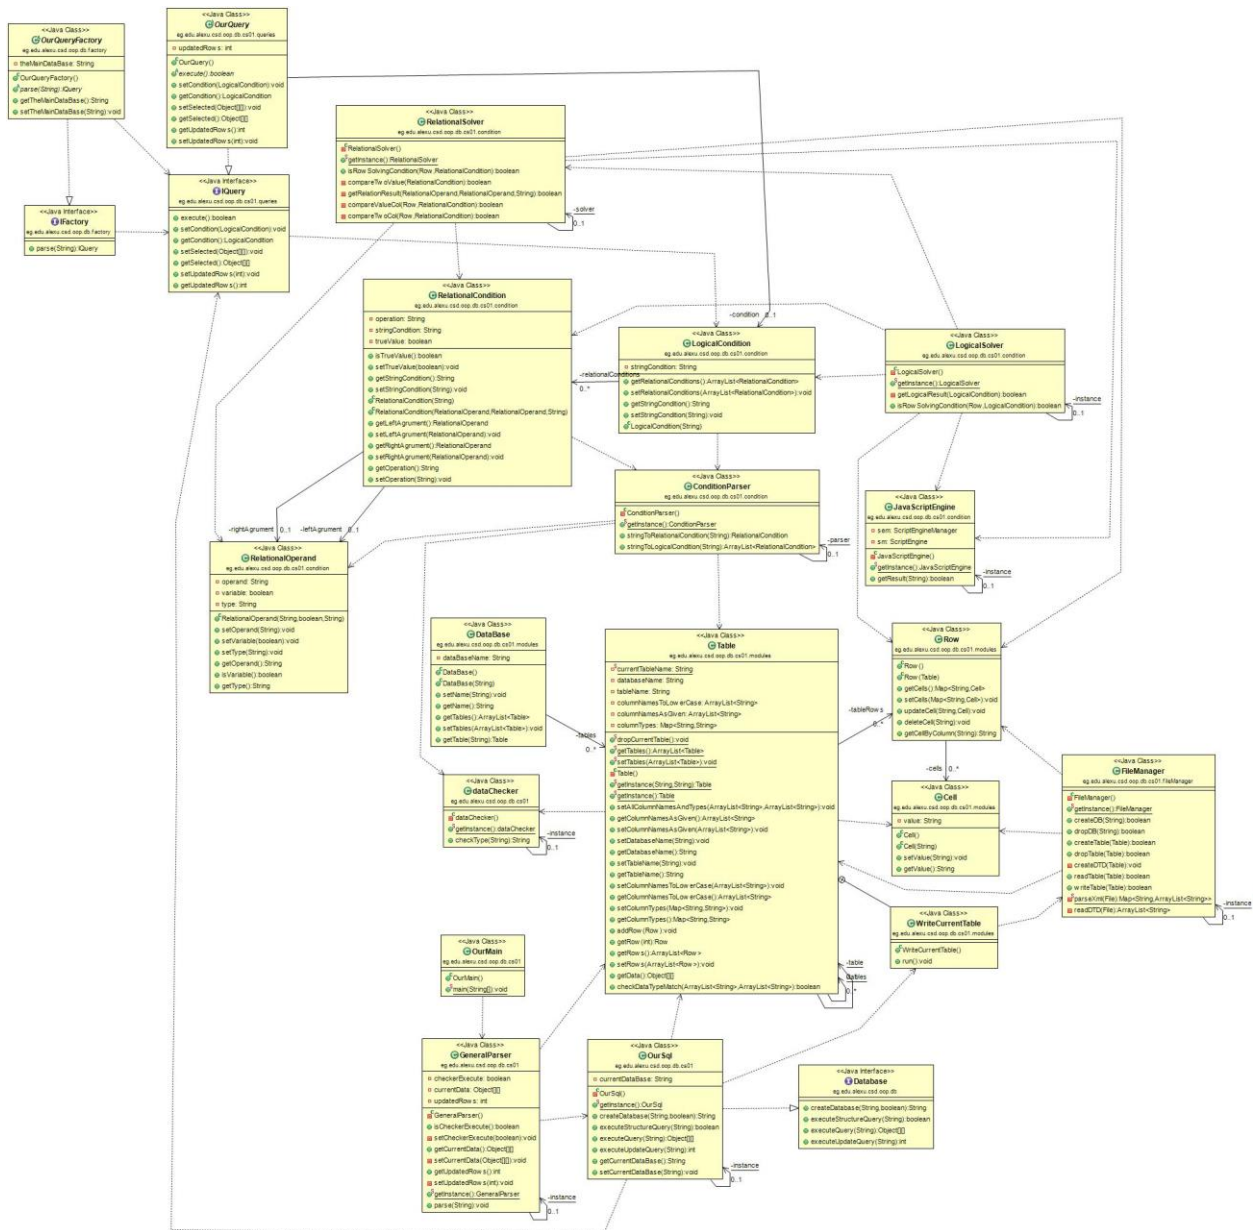 <<Java Class>>
OurQueryFactory
eg.edu.alexu.csd.oop.db.factory
theMainDataBase: String
OurQueryFactory()
parse(String):IQuery
getTheMainDataBase():String
setTheMainDataBase(String):void
<<Java Class>>
OurQuery
eg.edu.alexu.csd.oop.db.cs01.queries
updatedRows: int
OurQuery()
execute():boolean
setCondition(LogicalCondition):void
getCondition():LogicalCondition
setSelected(Object[][]):void
getSelected():Object[][]
getUpdatedRows():int
setUpdatedRows(int):void
<<Java Interface>>
IFactory
eg.edu.alexu.csd.oop.db.factory
parse(String):IQuery
<<Java Interface>>
IQuery
eg.edu.alexu.csd.oop.db.cs01.queries
execute():boolean
setCondition(LogicalCondition):void
getCondition():LogicalCondition
setSelected(Object[][]):void
getSelected():Object[][]
setUpdatedRows(int):void
getUpdatedRows():int
<<Java Class>>
RelationalSolver
eg.edu.alexu.csd.oop.db.cs01.condition
RelationalSolver()
getInstance():RelationalSolver
isRowSolvingCondition(Row,RelationalCondition):boolean
compareTwoValue(RelationalCondition):boolean
getRelationResult(RelationalOperand,RelationalOperand,String):boolean
compareValueCol(Row,RelationalCondition):boolean
compareTwoCol(Row,RelationalCondition):boolean
-solver
0..1
<<Java Class>>
RelationalCondition
eg.edu.alexu.csd.oop.db.cs01.condition
operation: String
stringCondition: String
trueValue: boolean
isTrueValue():boolean
setTrueValue(boolean):void
getStringCondition():String
setStringCondition(String):void
RelationalCondition(String)
RelationalCondition(RelationalOperand,RelationalOperand,String)
getLeftAgrument():RelationalOperand
setLeftAgrument(RelationalOperand):void
getRightAgrument():RelationalOperand
setRightAgrument(RelationalOperand):void
getOperation():String
setOperation(String):void
-condition
0..1
<<Java Class>>
LogicalCondition
eg.edu.alexu.csd.oop.db.cs01.condition
stringCondition: String
getRelationalConditions():ArrayList<RelationalCondition>
setRelationalConditions(ArrayList<RelationalCondition>):void
getStringCondition():String
setStringCondition(String):void
LogicalCondition(String)
-relationalConditions
0..*
<<Java Class>>
LogicalSolver
eg.edu.alexu.csd.oop.db.cs01.condition
LogicalSolver()
getInstance():LogicalSolver
getLogicalResult(LogicalCondition):boolean
isRowSolvingCondition(Row,LogicalCondition):boolean
-instance
0..1
<<Java Class>>
ConditionParser
eg.edu.alexu.csd.oop.db.cs01.condition
ConditionParser()
getInstance():ConditionParser
stringToRelationalCondition(String):RelationalCondition
stringToLogicalCondition(String):ArrayList<RelationalCondition>
-parser
0..1
<<Java Class>>
JavaScriptEngine
eg.edu.alexu.csd.oop.db.cs01.condition
sem: ScriptEngineManager
sm: ScriptEngine
JavaScriptEngine()
getInstance():JavaScriptEngine
getResult(String):boolean
-instance
0..1
-rightAgrument
0..1
-leftAgrument
0..1
<<Java Class>>
RelationalOperand
eg.edu.alexu.csd.oop.db.cs01.condition
operand: String
variable: boolean
type: String
RelationalOperand(String,boolean,String)
setOperand(String):void
setVariable(boolean):void
setType(String):void
getOperand():String
isVariable():boolean
getType():String
<<Java Class>>
DataBase
eg.edu.alexu.csd.oop.db.cs01.modules
dataBaseName: String
DataBase()
DataBase(String)
setName(String):void
getName():String
getTables():ArrayList<Table>
setTables(ArrayList<Table>):void
getTable(String):Table
-tables
0..*
<<Java Class>>
Table
eg.edu.alexu.csd.oop.db.cs01.modules
currentTableName: String
databaseName: String
tableName: String
columnNamesToLowerCase: ArrayList<String>
columnNamesAsGiven: ArrayList<String>
columnTypes: Map<String,String>
dropCurrentTable():void
getTables():ArrayList<Table>
setTables(ArrayList<Table>):void
Table()
getInstance(String,String):Table
getInstance():Table
setAllColumnNamesAndTypes(ArrayList<String>,ArrayList<String>):void
getColumnNamesAsGiven():ArrayList<String>
setColumnNamesAsGiven(ArrayList<String>):void
setDatabaseName(String):void
getDatabaseName():String
setTableName(String):void
getTableName():String
setColumnNamesToLowerCase(ArrayList<String>):void
getColumnNamesToLowerCase():ArrayList<String>
setColumnTypes(Map<String,String>):void
getColumnTypes():Map<String,String>
addRow(Row):void
getRow(int):Row
getRows():ArrayList<Row>
setRows(ArrayList<Row>):void
getData():Object[][]
checkDataTypeMatch(ArrayList<String>,ArrayList<String>):boolean
-table
0..*
-tableRows
0..*
<<Java Class>>
Row
eg.edu.alexu.csd.oop.db.cs01.modules
Row()
Row(Table)
getCells():Map<String,Cell>
setCells(Map<String,Cell>):void
updateCell(String,Cell):void
deleteCell(String):void
getCellByColumn(String):String
-cells
0..*
<<Java Class>>
Cell
eg.edu.alexu.csd.oop.db.cs01.modules
value: String
Cell()
Cell(String)
setValue(String):void
getValue():String
<<Java Class>>
FileManager
eg.edu.alexu.csd.oop.db.cs01.fileManager
FileManager()
getInstance():FileManager
createDB(String):boolean
dropDB(String):boolean
createTable(Table):boolean
dropTable(Table):boolean
createDTD(Table):void
readTable(Table):boolean
writeTable(Table):boolean
parseXml(File):Map<String,ArrayList<String>>
readDTD(File):ArrayList<String>
-instance
0..1
<<Java Class>>
dataChecker
eg.edu.alexu.csd.oop.db.cs01
dataChecker()
getInstance():dataChecker
checkType(String):String
-instance
0..1
<<Java Class>>
WriteCurrentTable
eg.edu.alexu.csd.oop.db.cs01.modules
WriteCurrentTable()
run():void
<<Java Class>>
OurMain
eg.edu.alexu.csd.oop.db.cs01
OurMain()
main(String[]):void
<<Java Class>>
GeneralParser
eg.edu.alexu.csd.oop.db.cs01
checkerExecute: boolean
currentData: Object[][]
updatedRows: int
GeneralParser()
isCheckerExecute():boolean
setCheckerExecute(boolean):void
getCurrentData():Object[][]
setCurrentData(Object[][]):void
getUpdatedRows():int
setUpdatedRows(int):void
getInstance():GeneralParser
parse(String):void
-instance
0..1
<<Java Class>>
OurSql
eg.edu.alexu.csd.oop.db.cs01
currentDataBase: String
OurSql()
getInstance():OurSql
createDatabase(String,boolean):String
executeStructureQuery(String):boolean
executeQuery(String):Object[][]
executeUpdateQuery(String):int
getCurrentDataBase():String
setCurrentDataBase(String):void
-instance
0..1
<<Java Interface>>
Database
eg.edu.alexu.csd.oop.db
createDatabase(String,boolean):String
executeStructureQuery(String):boolean
executeQuery(String):Object[][]
executeUpdateQuery(String):int